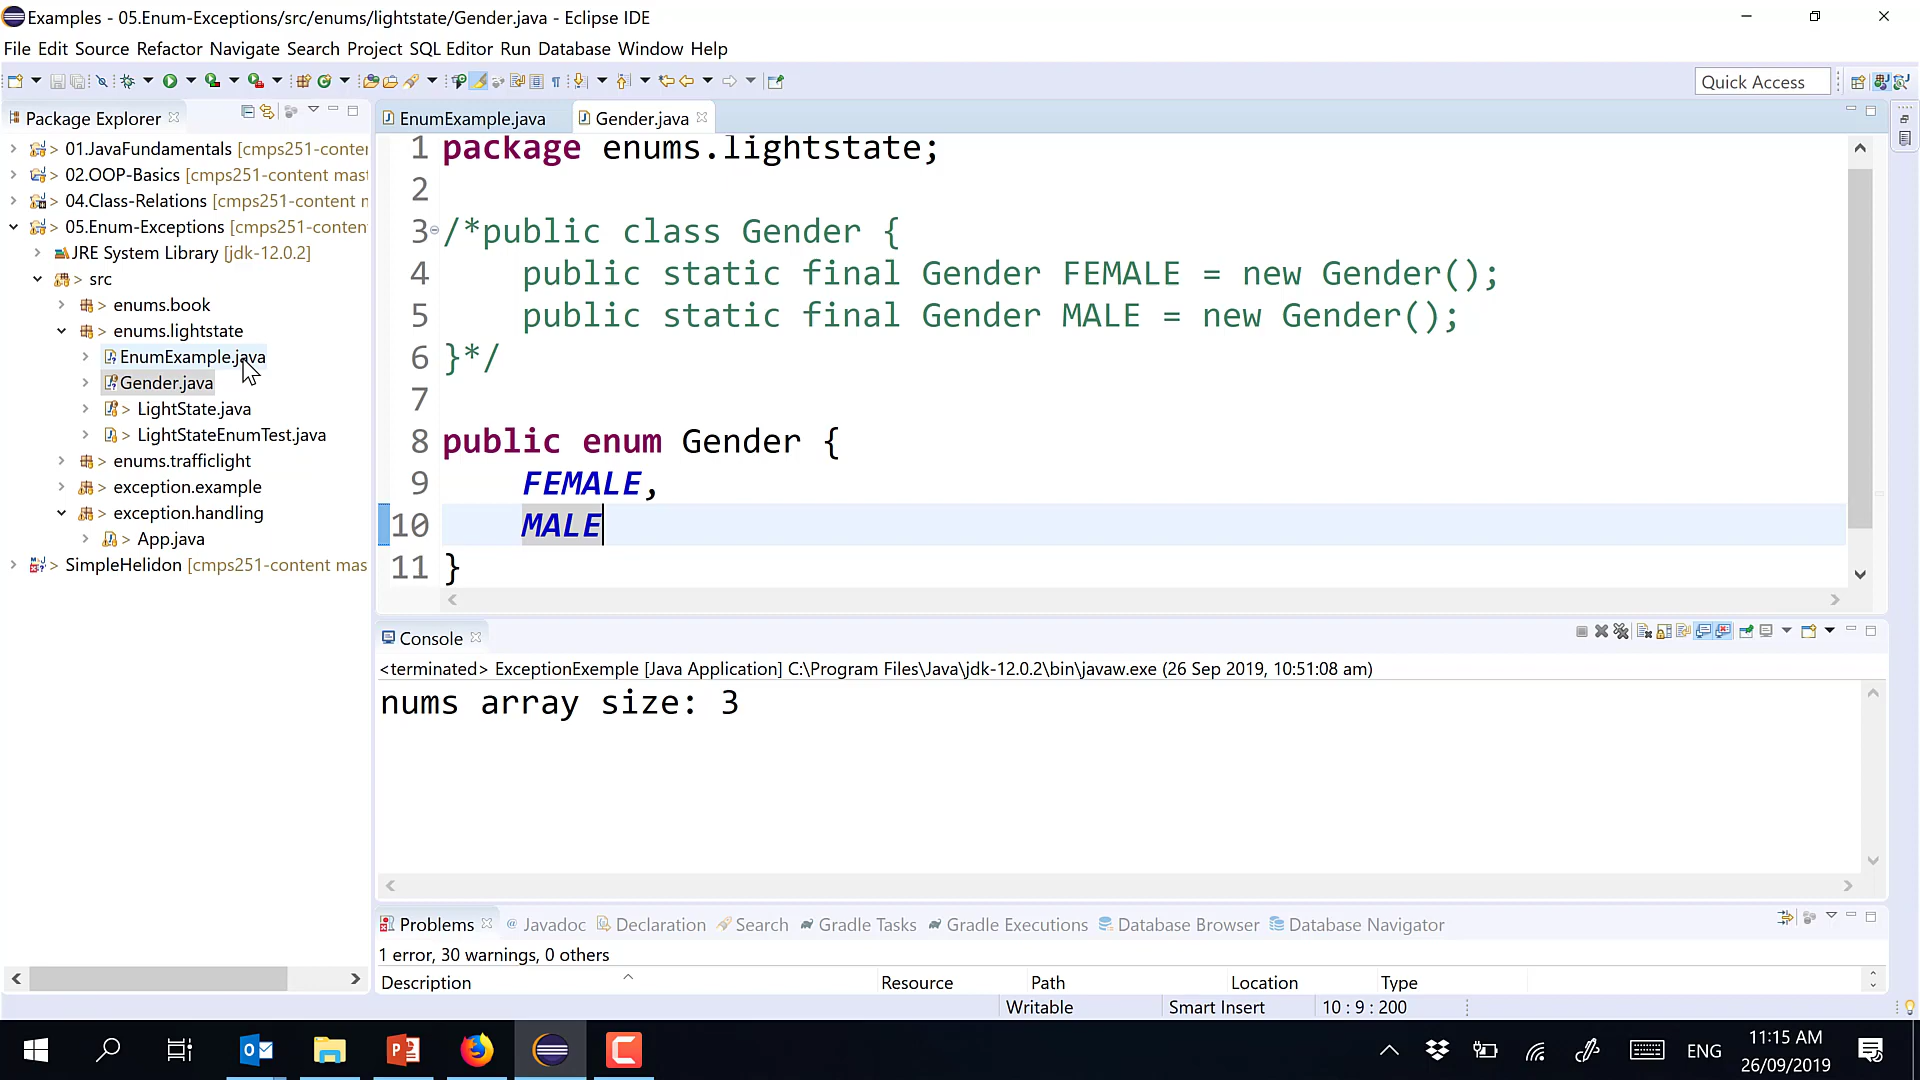 Examples - 05.Enum-Exceptions/src/enums/lightstate/Gender.java - Eclipse IDE
File Edit Source Refactor Navigate Search Project SQL Editor Run Database Window Help
Quick Access
Package Explorer
> 01.JavaFundamentals [cmps251-conter
> 02.OOP-Basics [cmps251-content mast
> 04.Class-Relations [cmps251-content m
> 05.Enum-Exceptions [cmps251-content
JRE System Library [jdk-12.0.2]
> src
> enums.book
> enums.lightstate
EnumExample.java
Gender.java
> LightState.java
> LightStateEnumTest.java
> enums.trafficlight
> exception.example
> exception.handling
> App.java
> SimpleHelidon [cmps251-content mas
EnumExample.java
Gender.java
1 package enums.lightstate;
2
3 /*public class Gender {
4 public static final Gender FEMALE = new Gender();
5 public static final Gender MALE = new Gender();
6 }*/
7
8 public enum Gender {
9 FEMALE,
10 MALE
11 }
Console
<terminated> ExceptionExemple [Java Application] C:\Program Files\Java\jdk-12.0.2\bin\javaw.exe (26 Sep 2019, 10:51:08 am)
nums array size: 3
Problems @ Javadoc Declaration Search Gradle Tasks Gradle Executions Database Browser Database Navigator
1 error, 30 warnings, 0 others
Description Resource Path Location Type
Writable Smart Insert 10 : 9 : 200
ENG
11:15 AM
26/09/2019